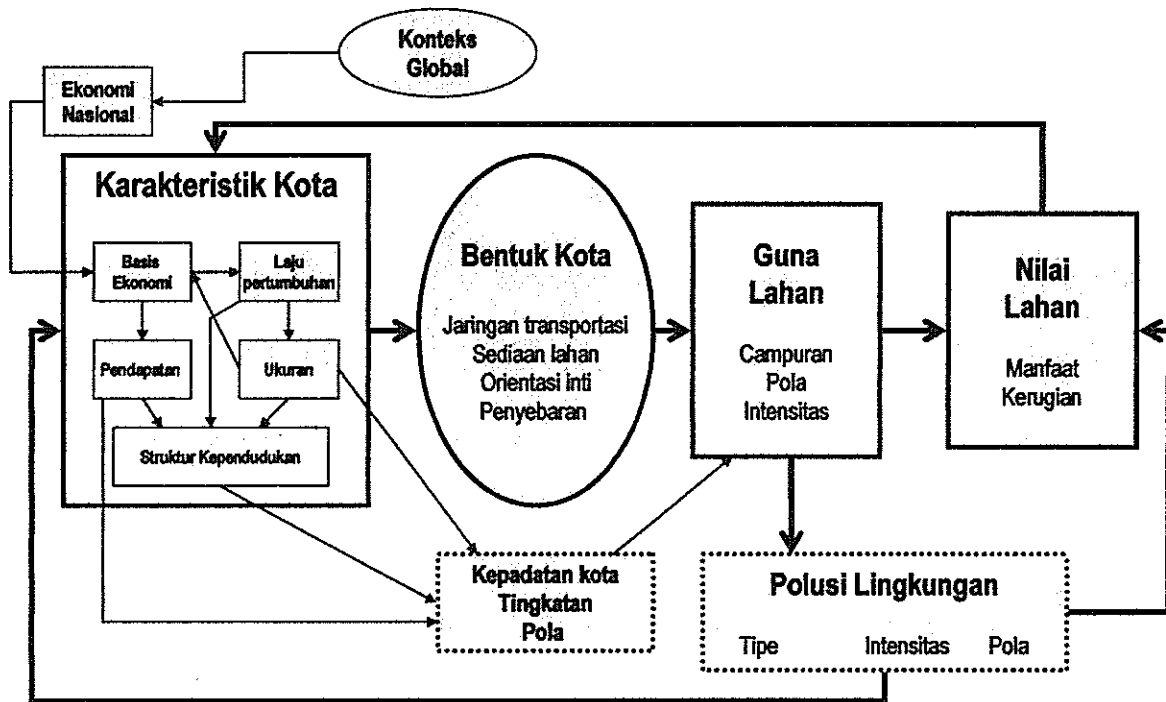 Konteks
Global
Ekonomi
Nasional
Karakteristik Kota
Basis
Ekonomi
Laju
pertumbuhan
Pendapatan
Ukuran
Struktur Kependudukan
Bentuk Kota
Jaringan transportasi
Sediaan lahan
Orientasi inti
Penyebaran
Guna
Lahan
Campuran
Pola
Intensitas
Nilai
Lahan
Manfaat
Kerugian
Kepadatan kota
Tingkatan
Pola
Polusi Lingkungan
Tipe Intensitas Pola